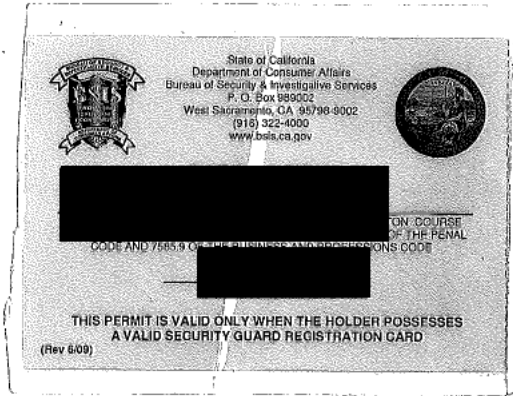 BSIS
State of California
Department of Consumer Affairs
Bureau of Security & Investigative Services
P. O. Box 989002
West Sacramento, CA 95798-9002
(916) 322-4000
www.bsis.ca.gov
COURSE
OF THE PENAL
CODE AND 7585.9 OF THE BUSINESS AND PROFESSIONS CODE
THIS PERMIT IS VALID ONLY WHEN THE HOLDER POSSESSES
A VALID SECURITY GUARD REGISTRATION CARD
(Rev 6/09)